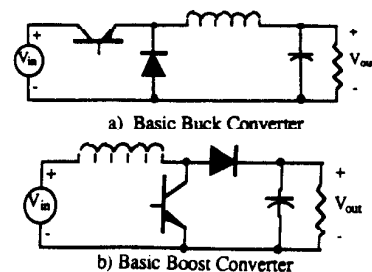 +
Vin
-
+
Vou
-
a) Basic Buck Converter
+
Vin
-
+
Vout
-
b) Basic Boost Converter